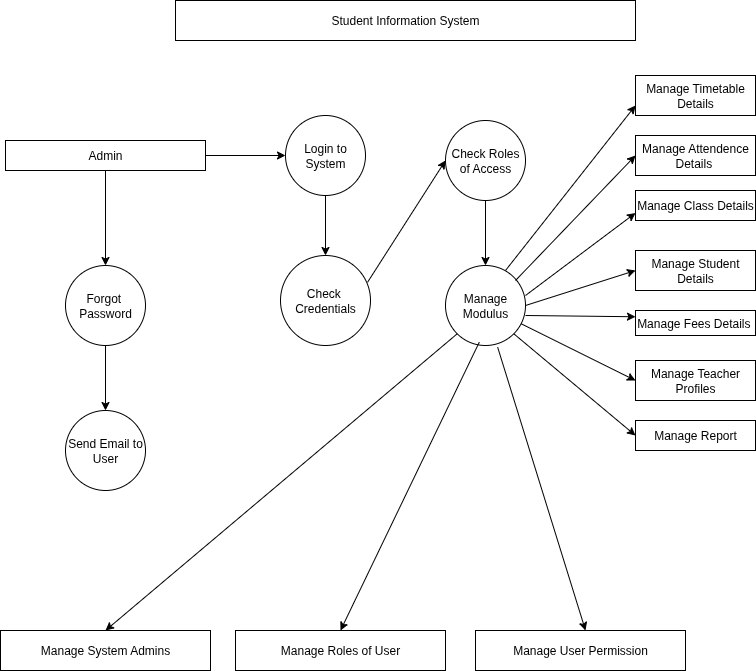 Student Information System
Manage Timetable
Details
Admin
Login to
System
Check Roles
of Access
Manage Attendence
Details
Manage Class Details
Forgot
Password
Check
Credentials
Manage
Modulus
Manage Student
Details
Manage Fees Details
Manage Teacher
Profiles
Send Email to
User
Manage Report
Manage System Admins
Manage Roles of User
Manage User Permission